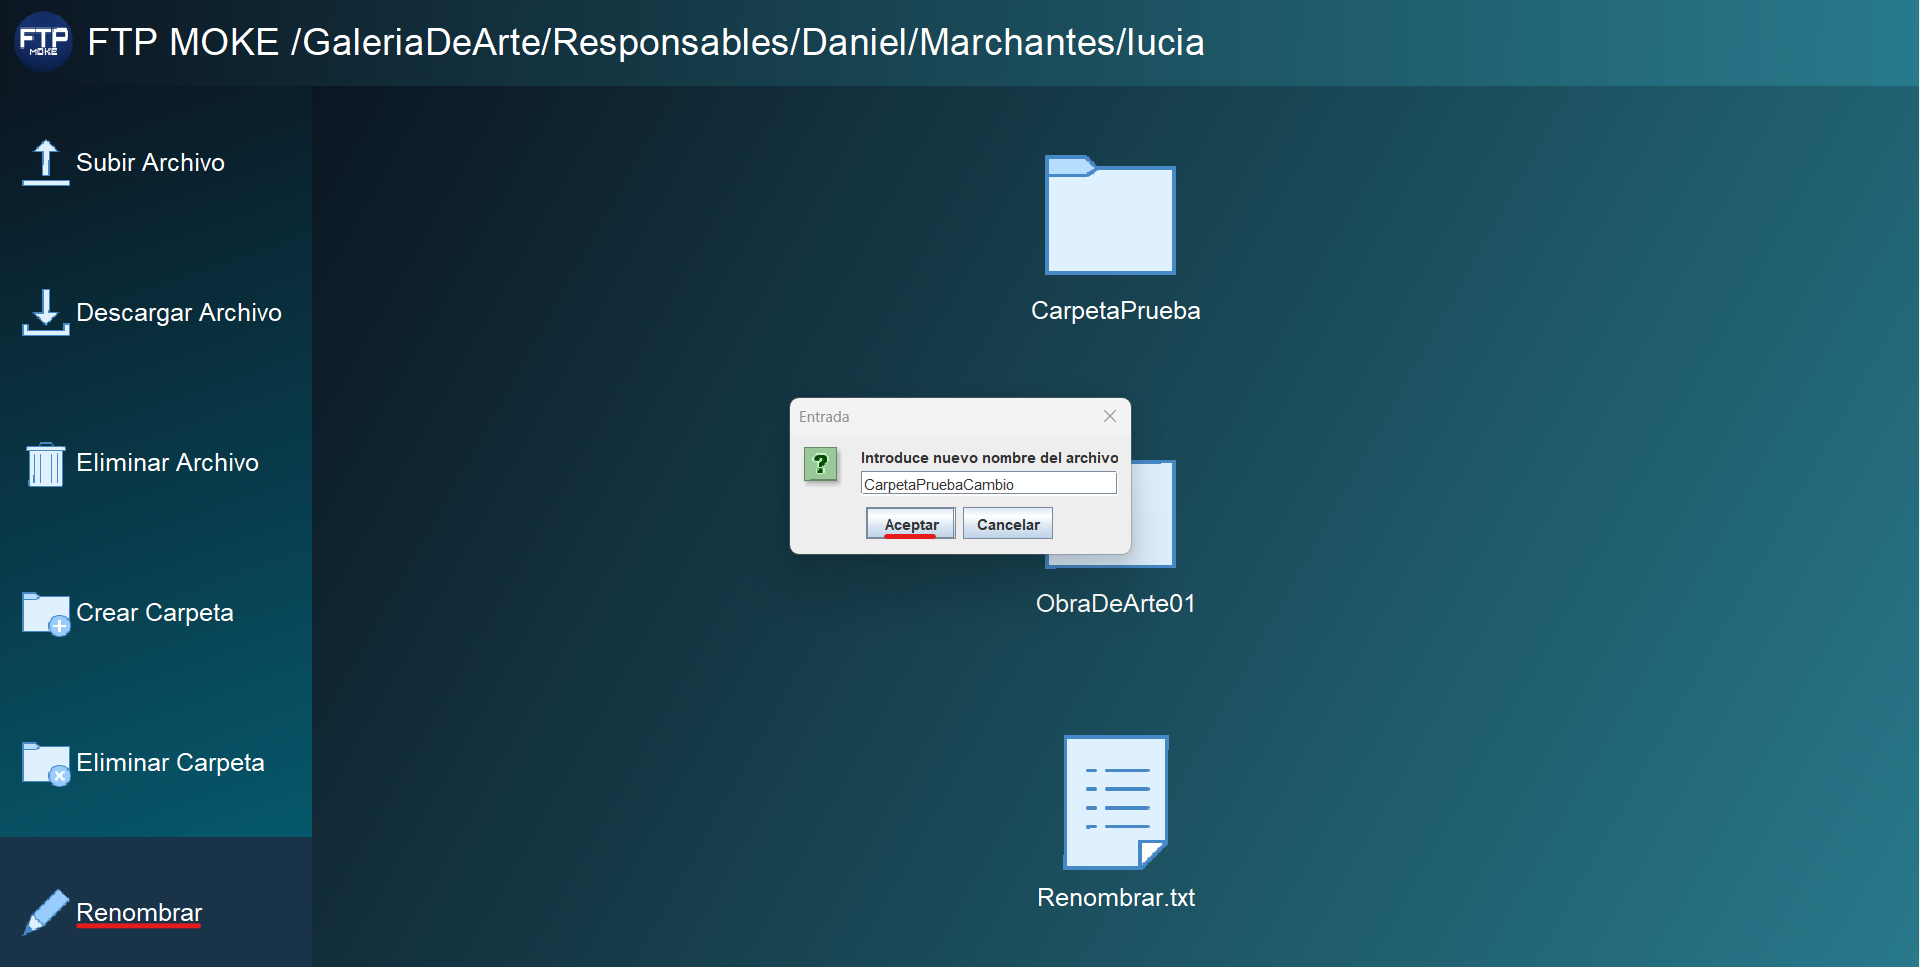 FTP
MOKE
FTP MOKE /GaleriaDeArte/Responsables/Daniel/Marchantes/lucia
Subir Archivo
Descargar Archivo
Eliminar Archivo
Crear Carpeta
Eliminar Carpeta
Renombrar
CarpetaPrueba
Entrada
?
Introduce nuevo nombre del archivo
CarpetaPruebaCambio
Aceptar Cancelar
ObraDeArte01
Renombrar.txt